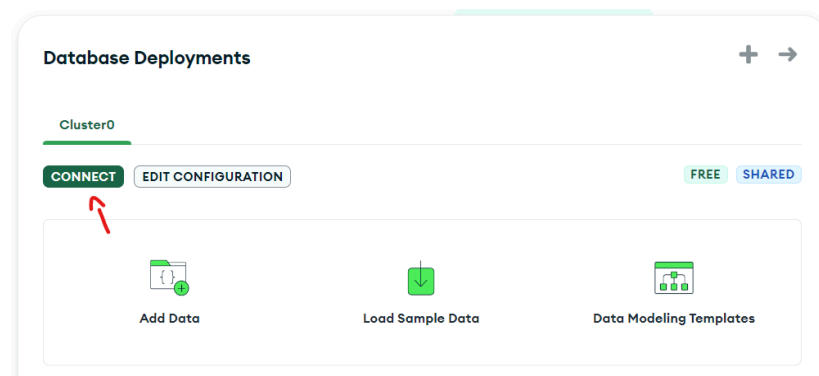 Database Deployments
Cluster0
CONNECT EDIT CONFIGURATION FREE SHARED
{ }
Add Data Load Sample Data Data Modeling Templates